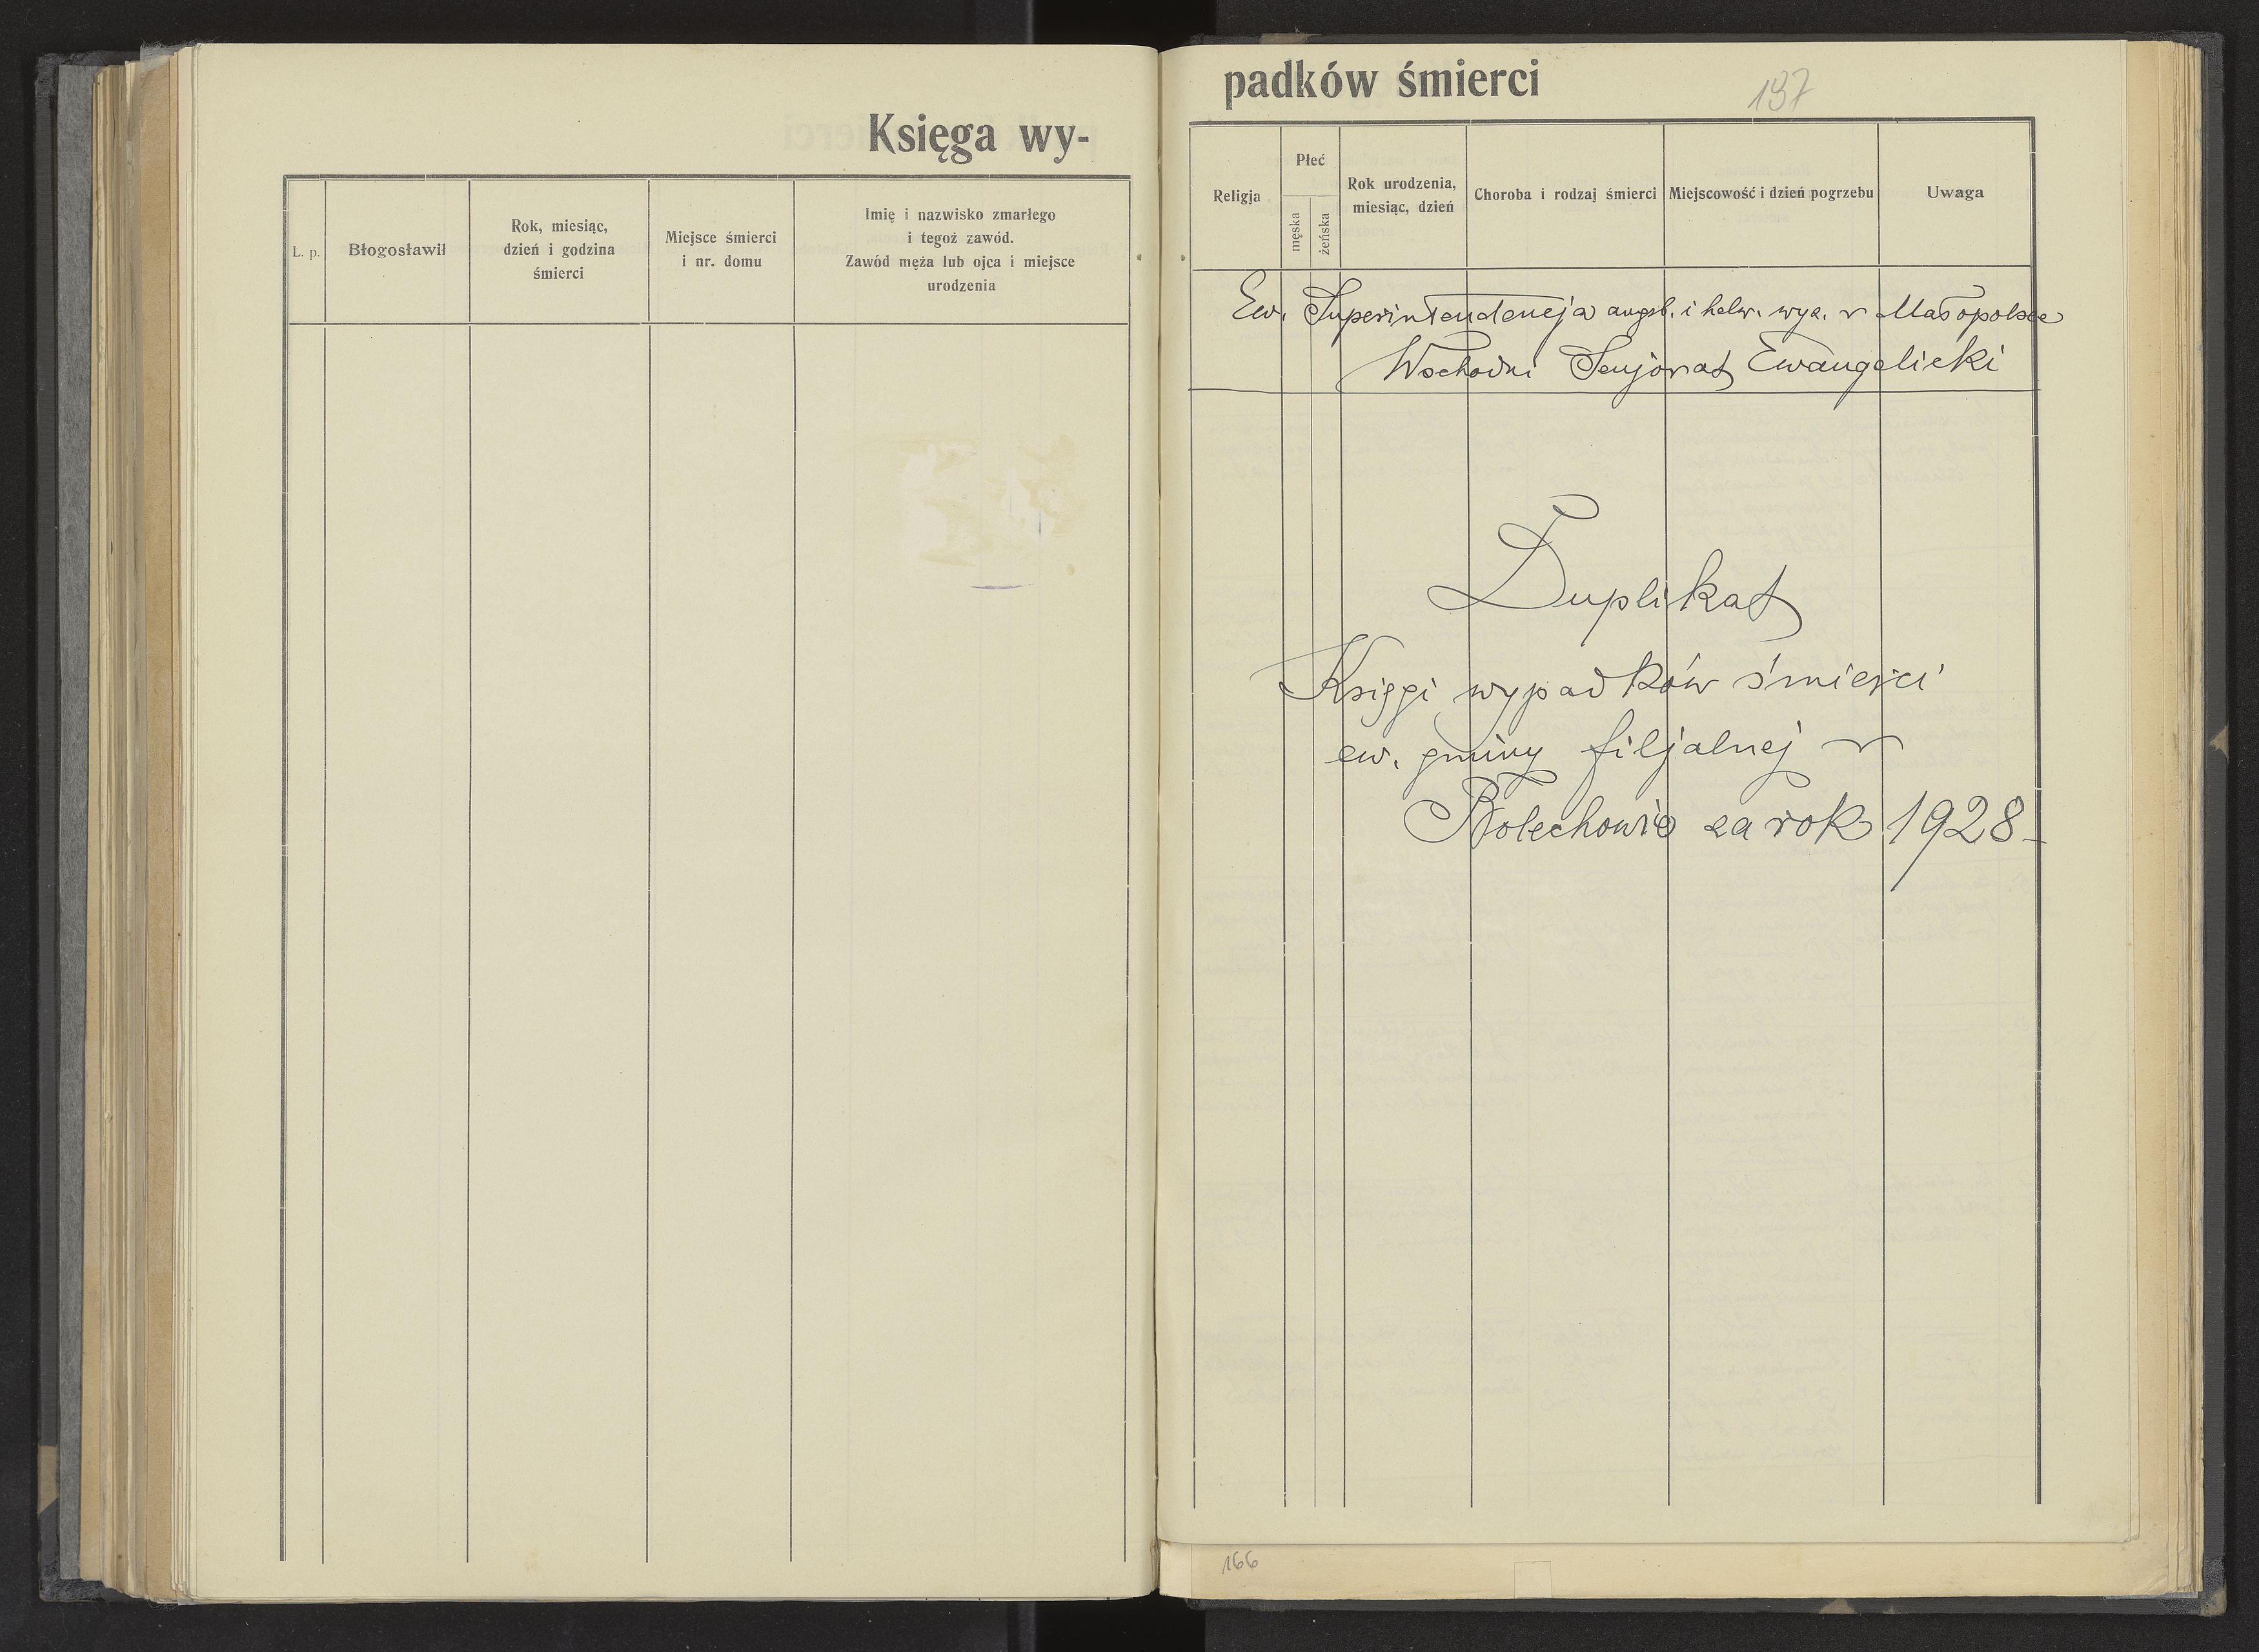 Księga wy-
L. p.
Błogosławił
Rok, miesiąc,
dzień i godzina
śmierci
Miejsce śmierci
i nr. domu
Imię i nazwisko zmarłego
i tegoż zawód.
Zawód męża lub ojca i miejsce
urodzenia
padków śmierci
197
Religja
Płeć
męska
żeńska
Rok urodzenia,
miesiąc, dzień
Choroba i rodzaj śmierci
Miejscowość i dzień pogrzebu
Uwaga
Ew. Superintendencja augsb. i helw. wyz. w Małopolsce
Wschodni Senjorat Ewangelicki
Duplikat
Księgi wypadków śmierci
ew. gminy filjalnej w
Bolechowie za rok 1928
166